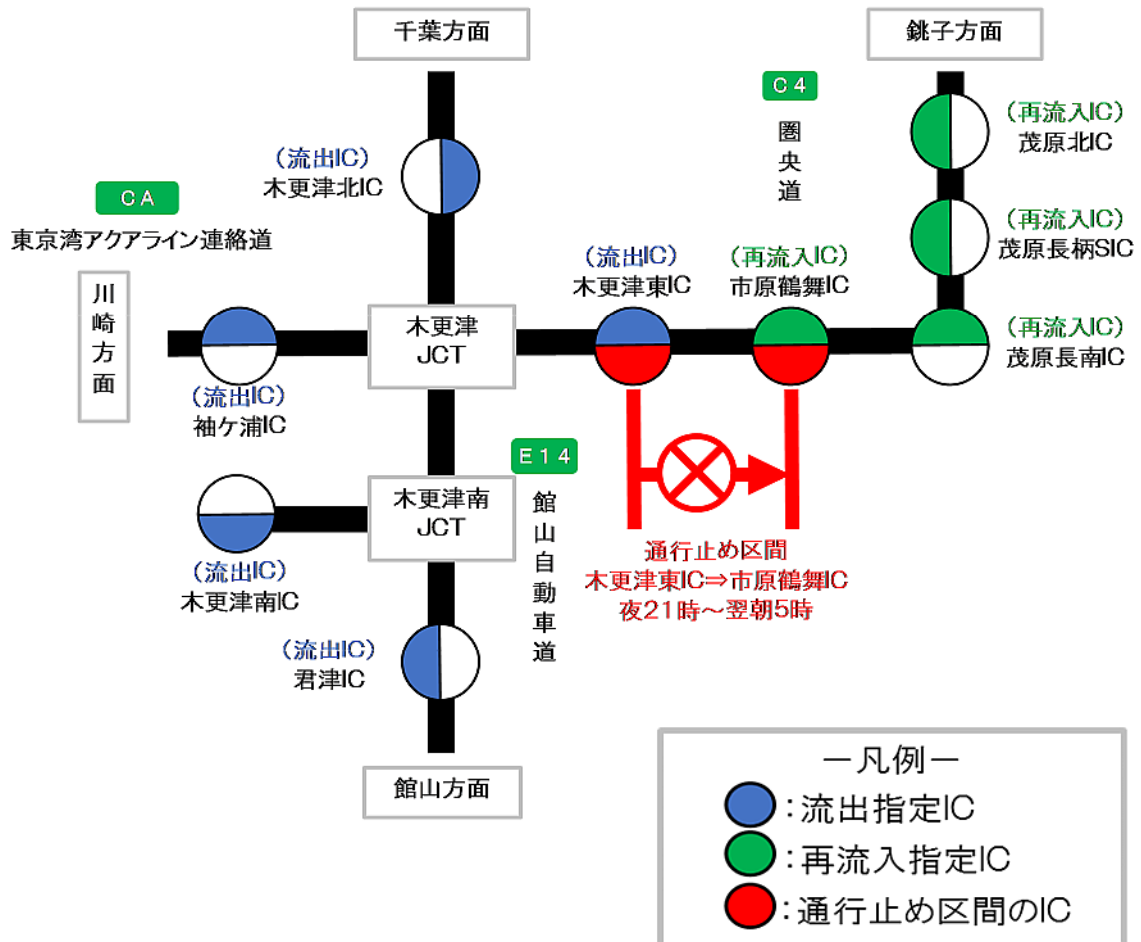 千葉方面
銚子方面
C4
圏央道
(再流入IC)
茂原北IC
(流出IC)
木更津北IC
CA
東京湾アクアライン連絡道
(再流入IC)
茂原長柄SIC
川崎方面
(流出IC)
木更津東IC
(再流入IC)
市原鶴舞IC
木更津
JCT
(再流入IC)
茂原長南IC
(流出IC)
袖ケ浦IC
E14
館山自動車道
木更津南
JCT
(流出IC)
木更津南IC
通行止め区間
木更津東IC⇒市原鶴舞IC
夜21時～翌朝5時
(流出IC)
君津IC
館山方面
－凡例－
：流出指定IC
：再流入指定IC
：通行止め区間のIC